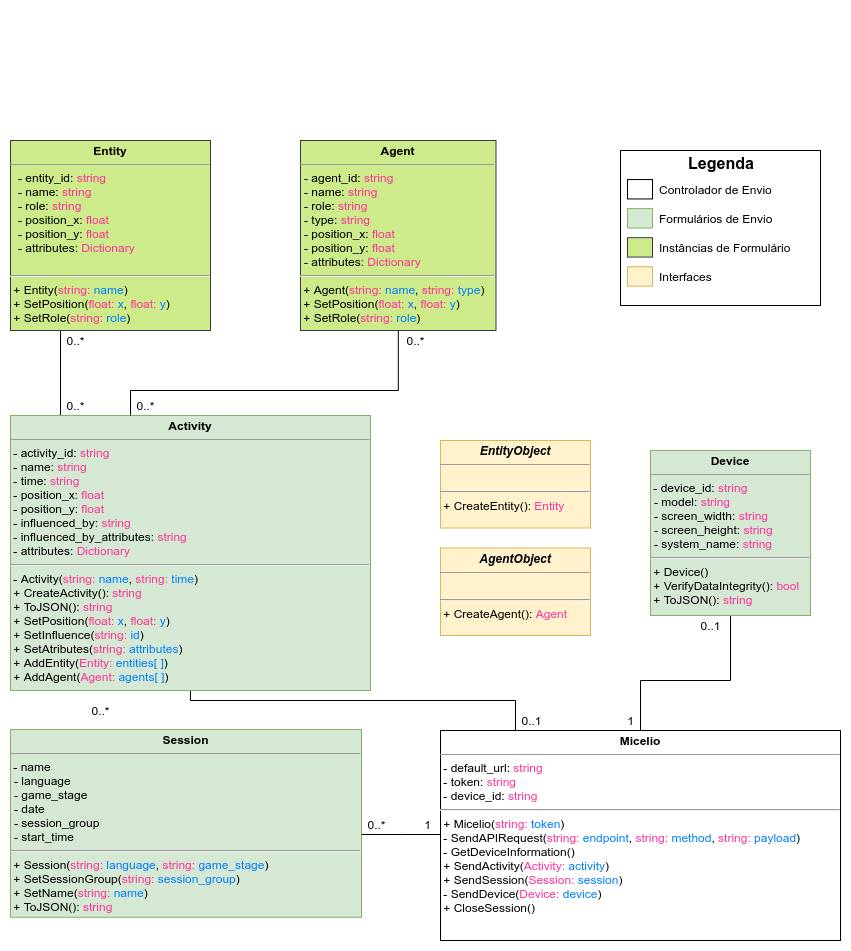 Entity
- entity_id: string
- name: string
- role: string
- position_x: float
- position_y: float
- attributes: Dictionary
+ Entity(string: name)
+ SetPosition(float: x, float: y)
+ SetRole(string: role)
Agent
- agent_id: string
- name: string
- role: string
- type: string
- position_x: float
- position_y: float
- attributes: Dictionary
+ Agent(string: name, string: type)
+ SetPosition(float: x, float: y)
+ SetRole(string: role)
Legenda
Controlador de Envio
Formulários de Envio
Instâncias de Formulário
Interfaces
0..*
0..*
0..*
0..*
Activity
- activity_id: string
- name: string
- time: string
- position_x: float
- position_y: float
- influenced_by: string
- influenced_by_attributes: string
- attributes: Dictionary
- Activity(string: name, string: time)
+ CreateActivity(): string
+ ToJSON(): string
+ SetPosition(float: x, float: y)
+ SetInfluence(string: id)
+ SetAtributes(string: attributes)
+ AddEntity(Entity: entities[ ])
+ AddAgent(Agent: agents[ ])
EntityObject
+ CreateEntity(): Entity
AgentObject
+ CreateAgent(): Agent
Device
- device_id: string
- model: string
- screen_width: string
- screen_height: string
- system_name: string
+ Device()
+ VerifyDataIntegrity(): bool
+ ToJSON(): string
0..1
0..*
0..1
1
Session
- name
- language
- game_stage
- date
- session_group
- start_time
+ Session(string: language, string: game_stage)
+ SetSessionGroup(string: session_group)
+ SetName(string: name)
+ ToJSON(): string
0..*
1
Micelio
- default_url: string
- token: string
- device_id: string
+ Micelio(string: token)
- SendAPIRequest(string: endpoint, string: method, string: payload)
- GetDeviceInformation()
+ SendActivity(Activity: activity)
+ SendSession(Session: session)
- SendDevice(Device: device)
+ CloseSession()